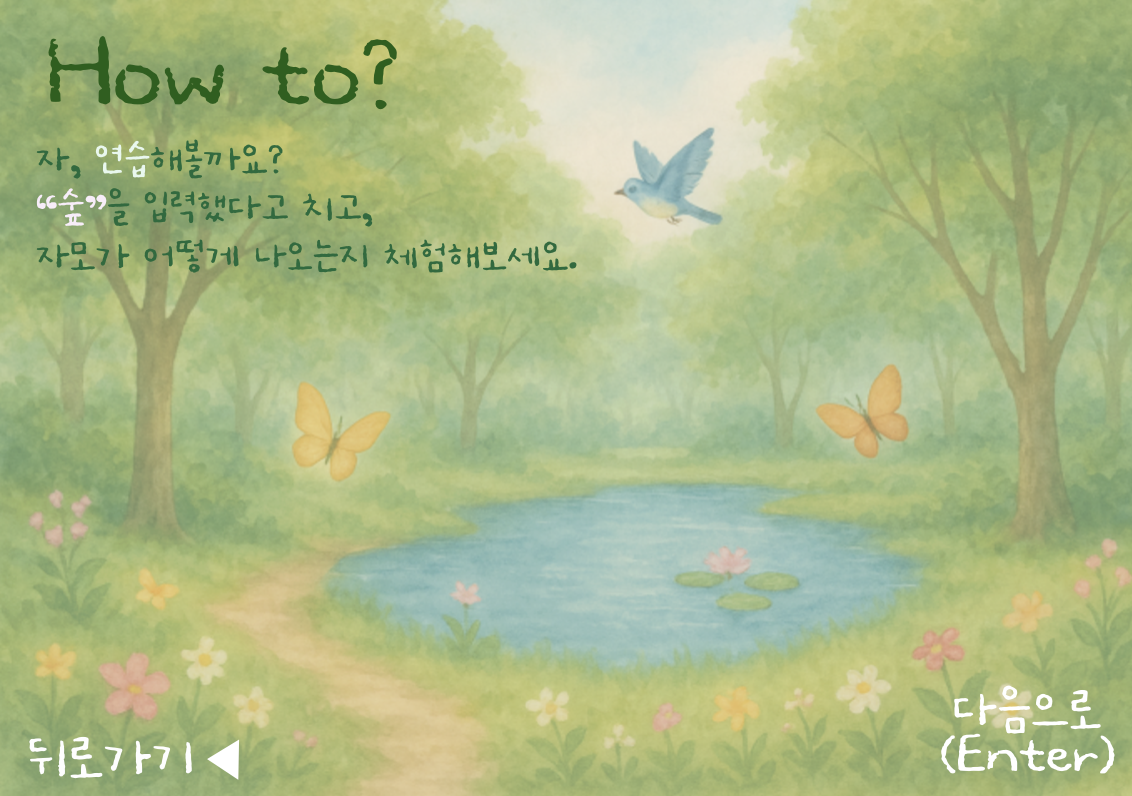 How to?
자, 연습해볼까요?
“숲”을 입력했다고 치고,
자모가 어떻게 나오는지 체험해보세요.
뒤로가기 ◀
다음으로
(Enter)